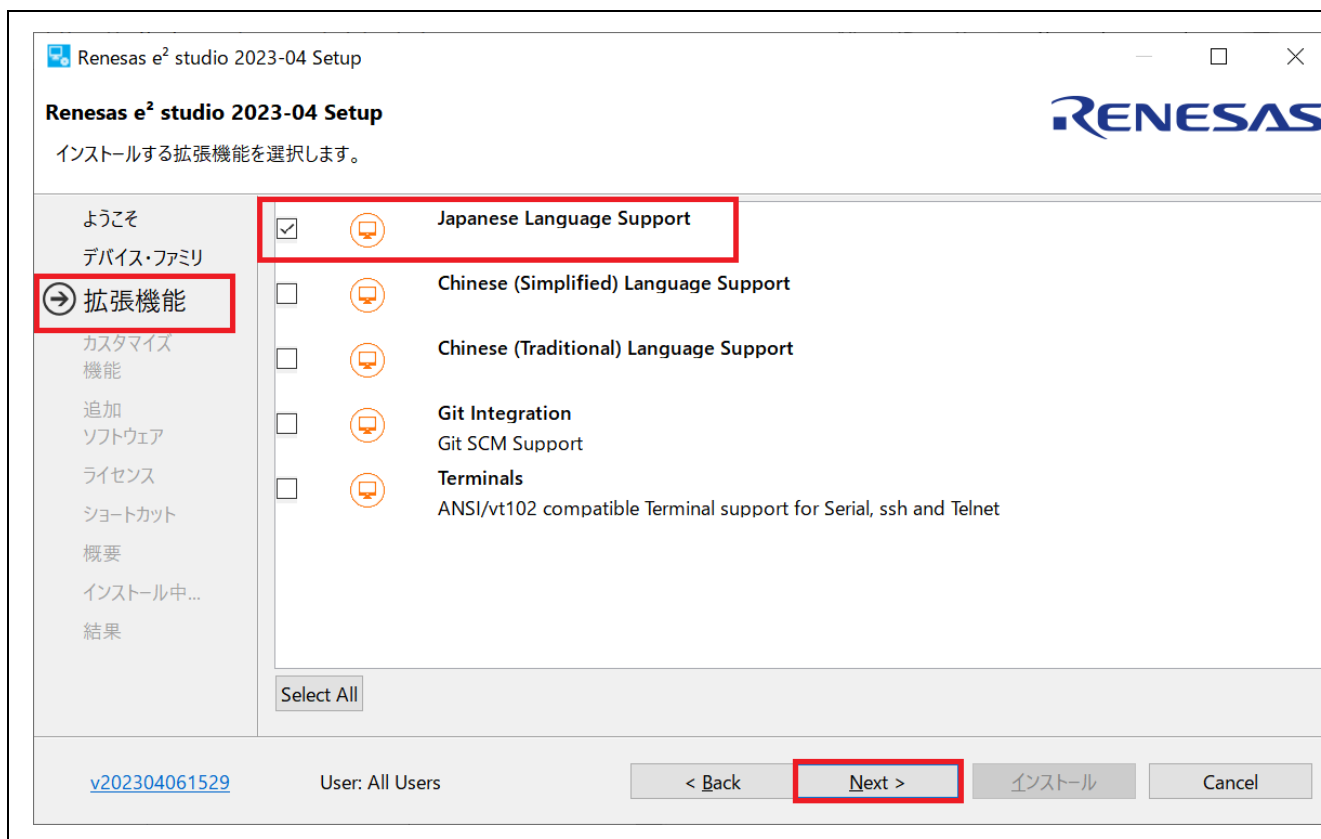 Renesas e² studio 2023-04 Setup
Renesas e² studio 2023-04 Setup
RENESAS
インストールする拡張機能を選択します。
ようこそ
デバイス・ファミリ
拡張機能
カスタマイズ
機能
追加
ソフトウェア
ライセンス
ショートカット
概要
インストール中...
結果
Japanese Language Support
Chinese (Simplified) Language Support
Chinese (Traditional) Language Support
Git Integration
Git SCM Support
Terminals
ANSI/vt102 compatible Terminal support for Serial, ssh and Telnet
Select All
v202304061529
User: All Users
< Back
Next >
インストール
Cancel